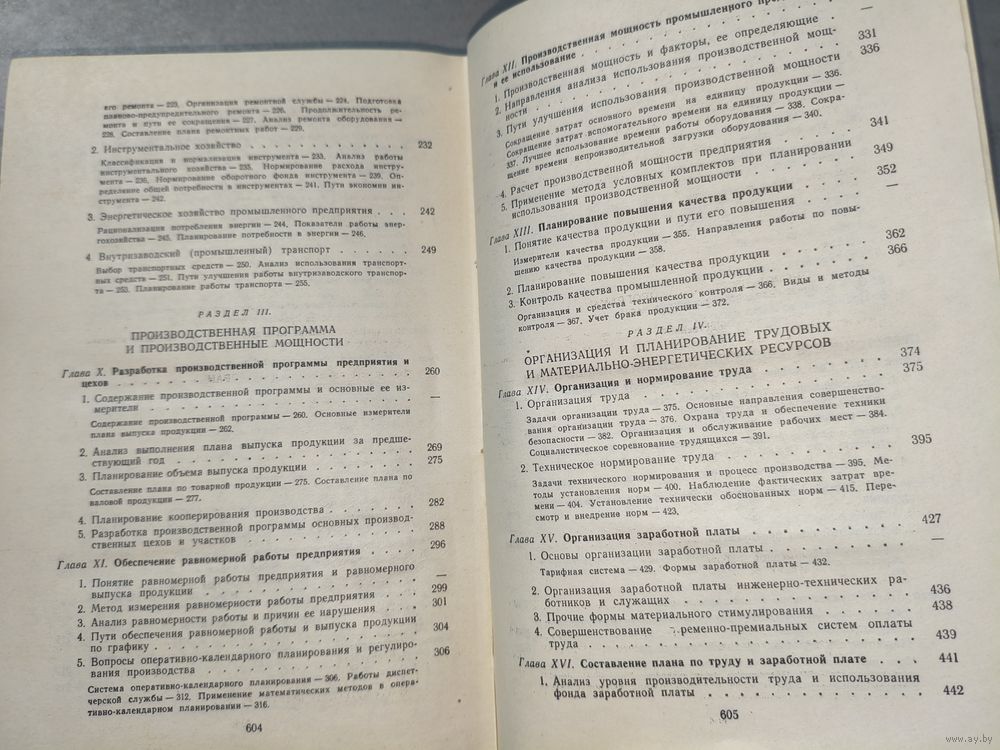 его ремонта — 223. Организация ремонтной службы — 224. Подготовка
планово-предупредительного ремонта — 226. Продолжительность ре-
монта и пути ее сокращения — 227. Анализ ремонта оборудования —
228. Составление плана ремонтных работ — 229.
2. Инструментальное хозяйство . . . . . . . . . . . 232
Классификация и нормализация инструмента — 233. Анализ работы
инструментального хозяйства — 235. Нормирование расхода инстру-
мента — 236. Нормирование оборотного фонда инструмента — 239. Оп-
ределение общей потребности в инструментах — 241. Пути экономии ин-
струмента — 242.
3. Энергетическое хозяйство промышленного предприятия . . . 242
Рационализация потребления энергии — 244. Показатели работы энер-
гохозяйства — 245. Планирование потребности в энергии — 246.
4 Внутризаводский (промышленный) транспорт . . . . . 249
Выбор транспортных средств — 250. Анализ использования транспорт-
ных средств — 251. Пути улучшения работы внутризаводского транспор-
та — 253. Планирование работы транспорта — 255.
РАЗДЕЛ III.
ПРОИЗВОДСТВЕННАЯ ПРОГРАММА
И ПРОИЗВОДСТВЕННЫЕ МОЩНОСТИ
Глава X. Разработка производственной программы предприятия и
цехов . . . . . . . . . . . . . . . . . 260
1. Содержание производственной программы и основные ее из-
мерители . . . . . . . . . . . . . . . . —
Содержание производственной программы — 260. Основные измерители
плана выпуска продукции — 262.
2. Анализ выполнения плана выпуска продукции за предше-
ствующий год . . . . . . . . . . . . . . . 269
3. Планирование объема выпуска продукции . . . . . . 275
Составление плана по товарной продукции — 275. Составление плана по
валовой продукции — 277.
4. Планирование кооперирования производства . . . . . 282
5. Разработка производственной программы основных производ-
ственных цехов и участков . . . . . . . . . . . 288
Глава XI. Обеспечение равномерной работы предприятия . . . . 296
1. Понятие равномерной работы предприятия и равномерного
выпуска продукции . . . . . . . . . . . . . —
2. Метод измерения равномерности работы предприятия . . . 299
3. Анализ равномерности работы и причин ее нарушения . . . 301
4. Пути обеспечения равномерной работы и выпуска продукции
по графику . . . . . . . . . . . . . . . 304
5. Вопросы оперативно-календарного планирования и регулиро-
вания производства . . . . . . . . . . . . . 306
Система оперативно-календарного планирования — 306. Работы диспет-
черской службы — 312. Применение математических методов в опера-
тивно-календарном планировании — 316.
604
Глава XII. Производственная мощность промышленного
и ее использование . . . . . . . . . . . . . —
1. Производственная мощность и факторы, ее определяющие . 331
2. Направления анализа использования производственной мощ-
ности . . . . . . . . . . . . . . . . . 336
3. Пути улучшения использования производственной мощности
Сокращение затрат основного времени на единицу продукции — 336.
Сокращение затрат вспомогательного времени на единицу продукции —
337. Лучшее использование времени работы оборудования — 338. Сокра-
щение времени непроизводительной загрузки оборудования — 340.
4. Расчет производственной мощности предприятия . . . . 341
5. Применение метода условных комплектов при планировании
использования производственной мощности . . . . . . 349
Глава XIII. Планирование повышения качества продукции . . . . 352
1. Понятие качества продукции и пути его повышения . . . —
Измерители качества продукции — 355. Направления работы по повы-
шению качества продукции — 358.
2. Планирование повышения качества продукции . . . . . 362
3. Контроль качества промышленной продукции . . . . . 366
Организация и средства технического контроля — 366. Виды и методы
контроля — 367. Учет брака продукции — 372.
РАЗДЕЛ IV.
ОРГАНИЗАЦИЯ И ПЛАНИРОВАНИЕ ТРУДОВЫХ
И МАТЕРИАЛЬНО-ЭНЕРГЕТИЧЕСКИХ РЕСУРСОВ
Глава XIV. Организация и нормирование труда . . . . . . . 374
1. Организация труда . . . . . . . . . . . . . 375
Задачи организации труда — 375. Основные направления совершенство-
вания организации труда — 376. Охрана труда и обеспечение техники
безопасности — 382. Организация и обслуживание рабочих мест — 384.
Социалистическое соревнование трудящихся — 391.
2. Техническое нормирование труда . . . . . . . . . 395
Задачи технического нормирования и процесс производства — 395. Ме-
тоды установления норм — 400. Наблюдение фактических затрат вре-
мени — 404. Установление технически обоснованных норм — 415. Пере-
смотр и внедрение норм — 423.
Глава XV. Организация заработной платы . . . . . . . . . 427
1. Основы организации заработной платы . . . . . . . —
Тарифная система — 429. Формы заработной платы — 432.
2. Организация заработной платы инженерно-технических ра-
ботников и служащих . . . . . . . . . . . . 436
3. Прочие формы материального стимулирования . . . . . 438
4. Совершенствование ременно-премиальных систем оплаты
труда . . . . . . . . . . . . . . . . . 439
Глава XVI. Составление плана по труду и заработной плате . . . 441
1. Анализ уровня производительности труда и использования
фонда заработной платы . . . . . . . . . . . 442
605
www.ay.by